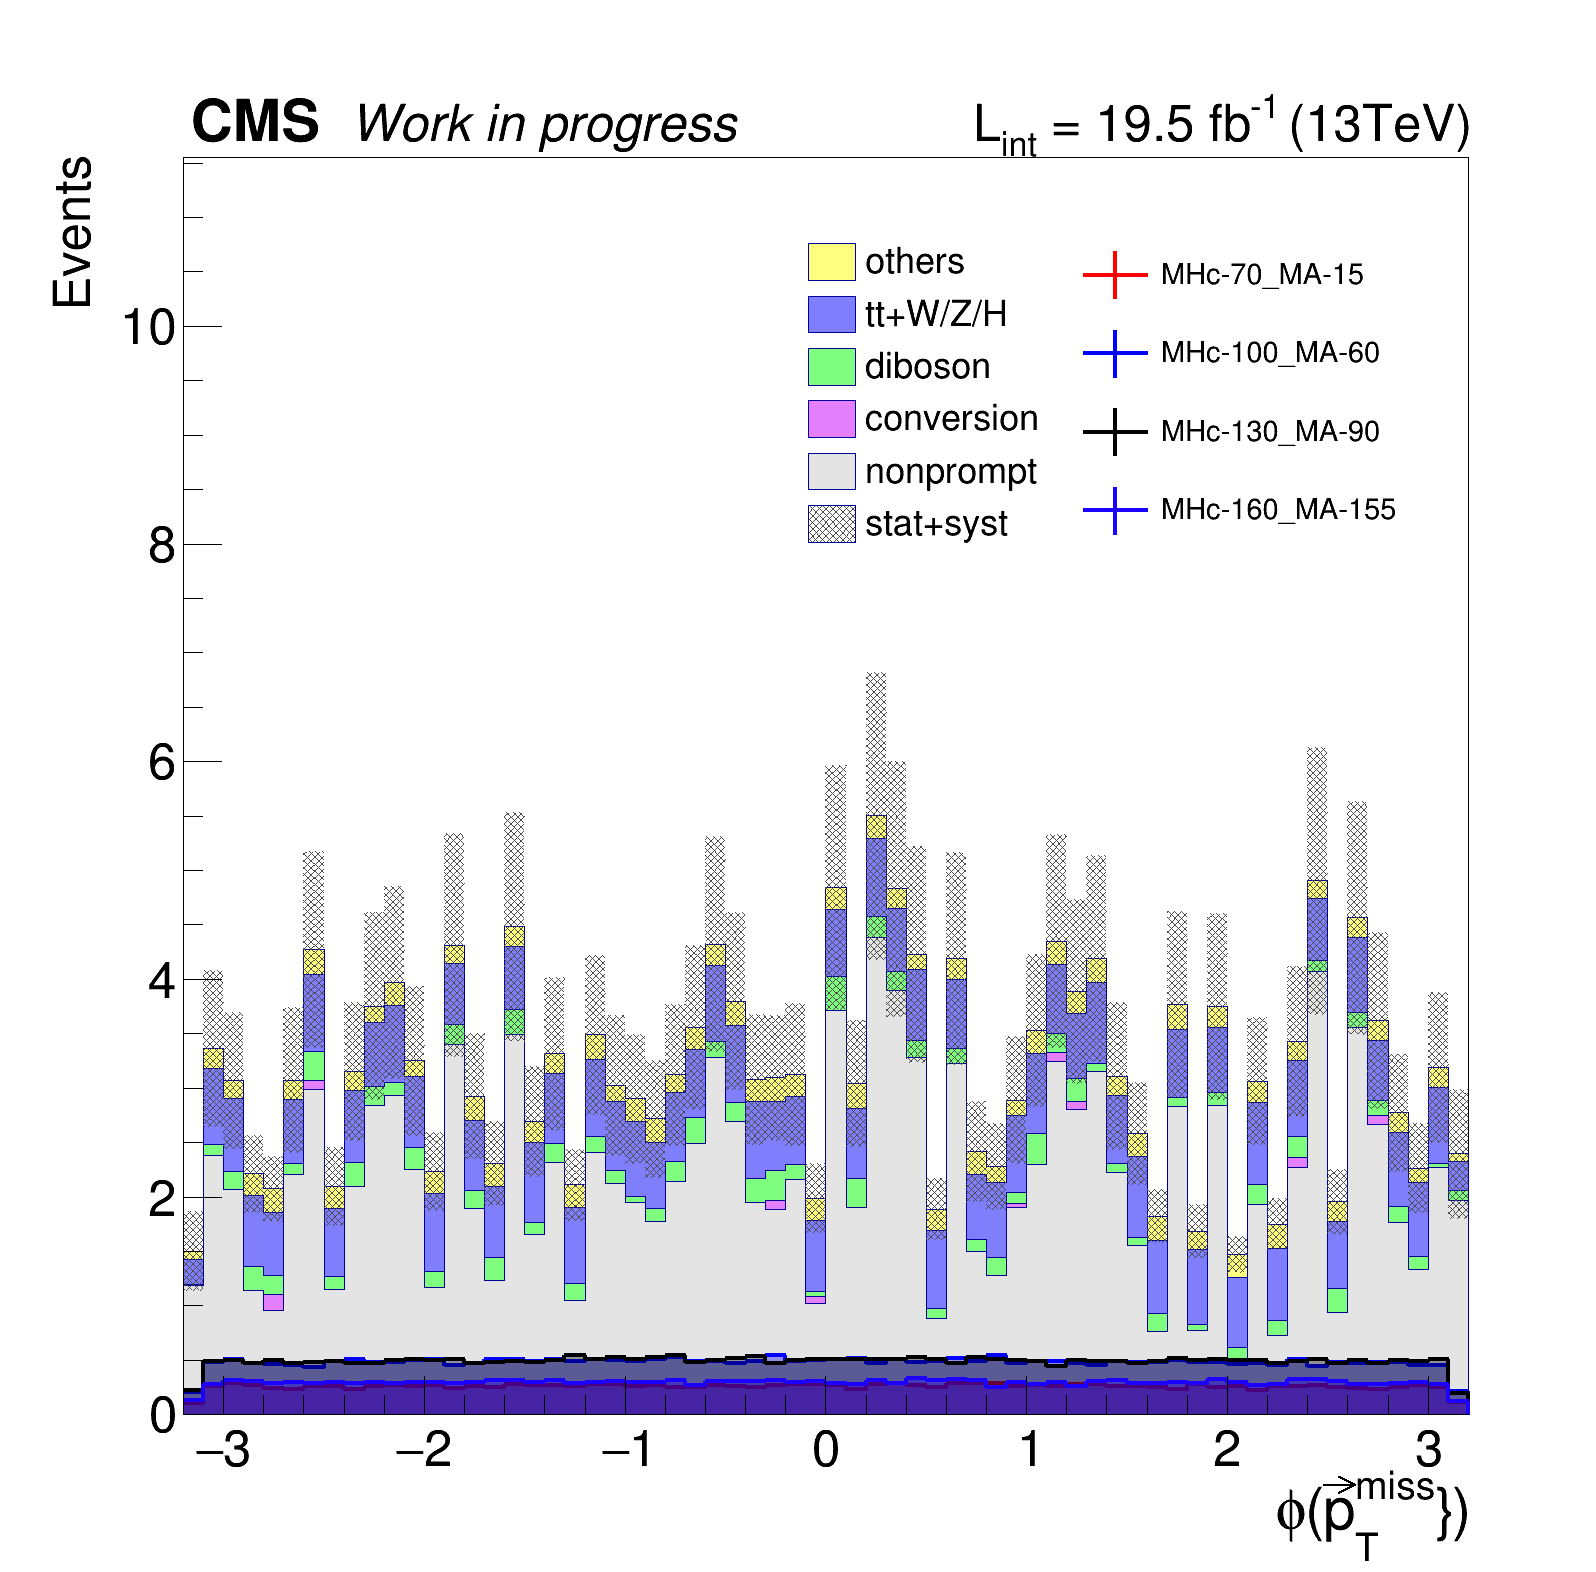 CMS Work in progress L_int = 19.5 fb^-1 (13TeV)
Events
others
tt+W/Z/H
diboson
conversion
nonprompt
stat+syst
MHc-70_MA-15
MHc-100_MA-60
MHc-130_MA-90
MHc-160_MA-155
10
8
6
4
2
0
−3 −2 −1 0 1 2 3
ϕ(p⃗_T^miss})